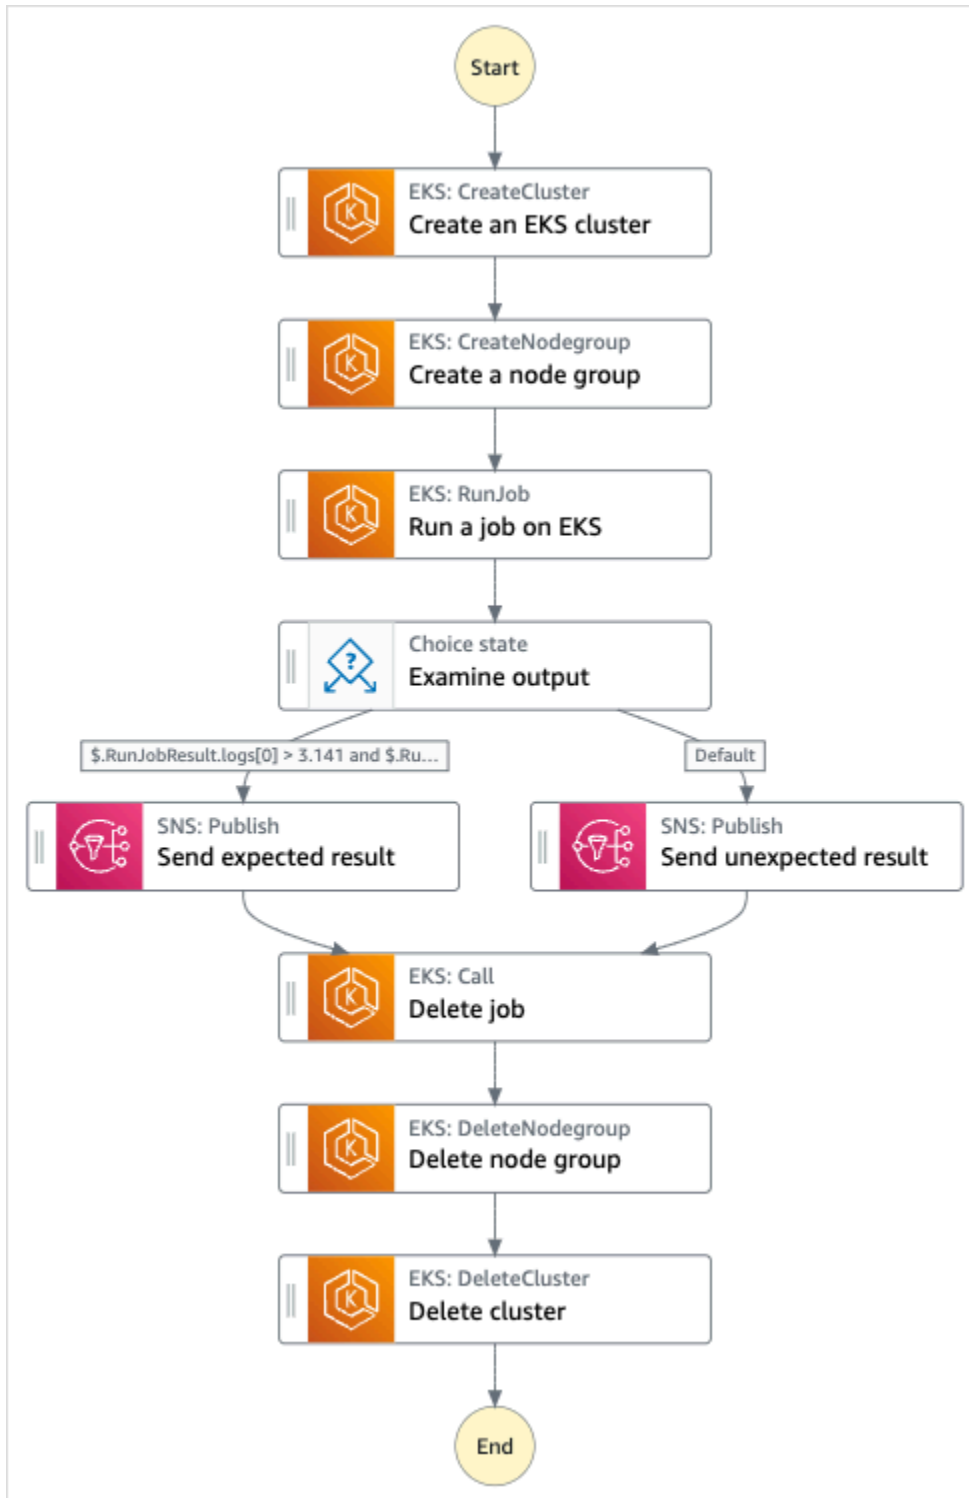 Start
EKS: CreateCluster
Create an EKS cluster
EKS: CreateNodegroup
Create a node group
EKS: RunJob
Run a job on EKS
Choice state
Examine output
$.RunJobResult.logs[0] > 3.141 and $.Ru...
Default
SNS: Publish
Send expected result
SNS: Publish
Send unexpected result
EKS: Call
Delete job
EKS: DeleteNodegroup
Delete node group
EKS: DeleteCluster
Delete cluster
End